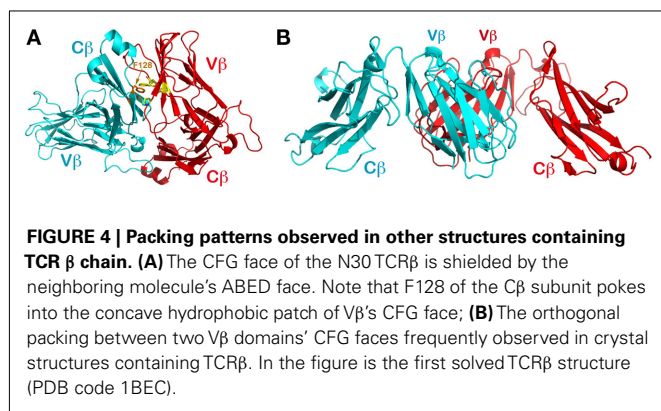 A
Cβ
F128
Vβ
Vβ
Cβ
B
Vβ
Vβ
Cβ
Cβ
FIGURE 4 | Packing patterns observed in other structures containing
TCR β chain. (A) The CFG face of the N30 TCRβ is shielded by the
neighboring molecule's ABED face. Note that F128 of the Cβ subunit pokes
into the concave hydrophobic patch of Vβ's CFG face; (B) The orthogonal
packing between two Vβ domains' CFG faces frequently observed in crystal
structures containing TCRβ. In the figure is the first solved TCRβ structure
(PDB code 1BEC).